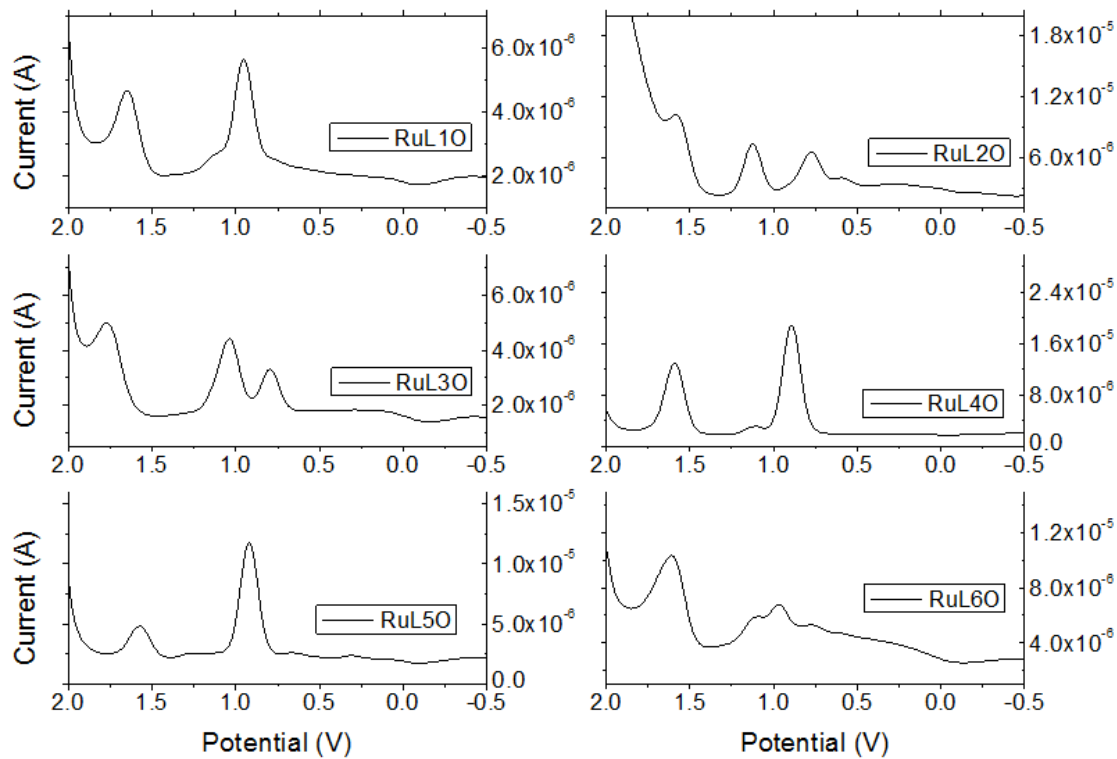 Current (A)
6.0x10⁻⁶
4.0x10⁻⁶
2.0x10⁻⁶
RuL1O
2.0 1.5 1.0 0.5 0.0 -0.5
1.8x10⁻⁵
1.2x10⁻⁵
6.0x10⁻⁶
RuL2O
2.0 1.5 1.0 0.5 0.0 -0.5
Current (A)
6.0x10⁻⁶
4.0x10⁻⁶
2.0x10⁻⁶
RuL3O
2.0 1.5 1.0 0.5 0.0 -0.5
2.4x10⁻⁵
1.6x10⁻⁵
8.0x10⁻⁶
0.0
RuL4O
2.0 1.5 1.0 0.5 0.0 -0.5
Current (A)
1.5x10⁻⁵
1.0x10⁻⁵
5.0x10⁻⁶
0.0
RuL5O
2.0 1.5 1.0 0.5 0.0 -0.5
Potential (V)
1.2x10⁻⁵
8.0x10⁻⁶
4.0x10⁻⁶
RuL6O
2.0 1.5 1.0 0.5 0.0 -0.5
Potential (V)